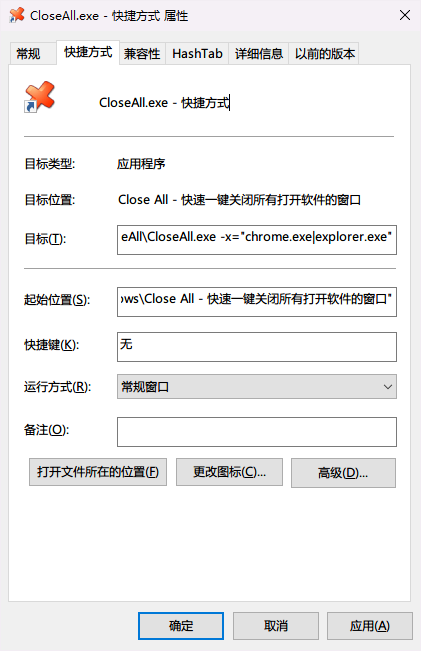 CloseAll.exe - 快捷方式 属性
常规 快捷方式 兼容性 HashTab 详细信息 以前的版本
CloseAll.exe - 快捷方式
目标类型: 应用程序
目标位置: Close All - 快速一键关闭所有打开软件的窗口
目标(T): eAll\CloseAll.exe -x="chrome.exe|explorer.exe"
起始位置(S): ows\Close All - 快速一键关闭所有打开软件的窗口"
快捷键(K): 无
运行方式(R): 常规窗口
备注(O):
打开文件所在的位置(F) 更改图标(C)... 高级(D)...
确定 取消 应用(A)